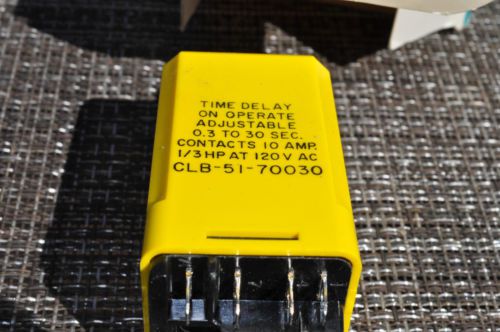 TIME DELAY
ON OPERATE
ADJUSTABLE
0.3 TO 30 SEC.
CONTACTS 10 AMP.
1/3 HP AT 120 V AC
CLB-51-70030